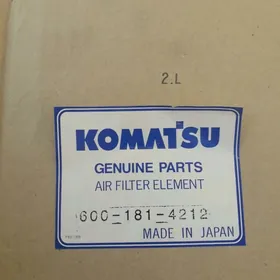 2.L
KOMATSU
GENUINE PARTS
AIR FILTER ELEMENT
600-181-4212
MADE IN JAPAN